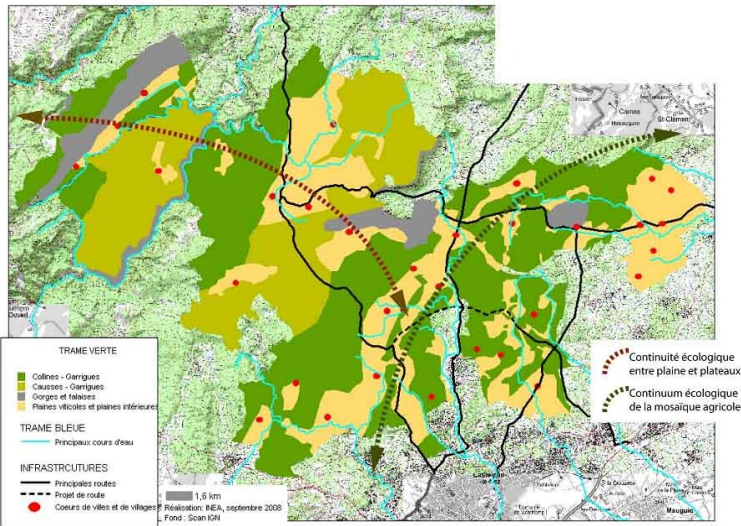 Carnas
St-Clément
TRAME VERTE
Collines - Garrigues
Causses - Garrigues
Gorges et falaises
Plaines viticoles et plaines intérieures
TRAME BLEUE
Principaux cours d'eau
INFRASTRCUTURES
Principales routes
Projet de route
Coeurs de villes et de villages
1,6 km
Réalisation: INEA, septembre 2008
Fond : Scan IGN
Continuité écologique
entre plaine et plateaux
Continuum écologique
de la mosaïque agricole
Mauguio